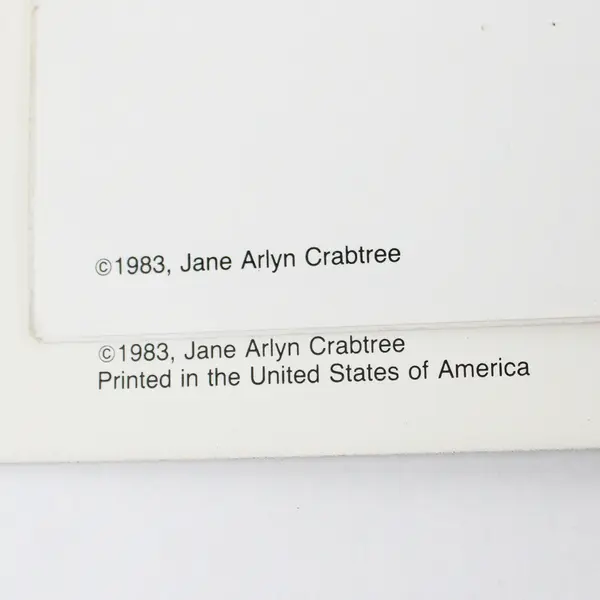 ©1983, Jane Arlyn Crabtree
©1983, Jane Arlyn Crabtree
Printed in the United States of America